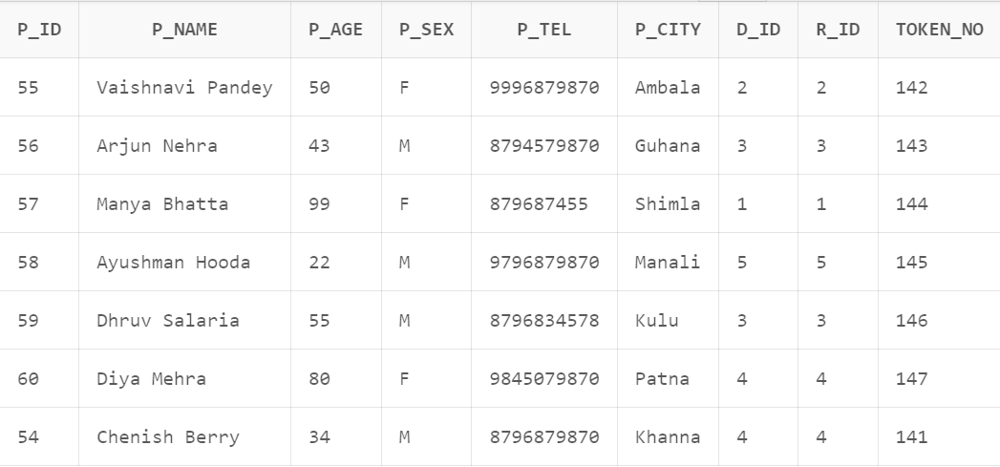 P_ID P_NAME P_AGE P_SEX P_TEL P_CITY D_ID R_ID TOKEN_NO
55 Vaishnavi Pandey 50 F 9996879870 Ambala 2 2 142
56 Arjun Nehra 43 M 8794579870 Guhana 3 3 143
57 Manya Bhatta 99 F 879687455 Shimla 1 1 144
58 Ayushman Hooda 22 M 9796879870 Manali 5 5 145
59 Dhruv Salaria 55 M 8796834578 Kulu 3 3 146
60 Diya Mehra 80 F 9845079870 Patna 4 4 147
54 Chenish Berry 34 M 8796879870 Khanna 4 4 141